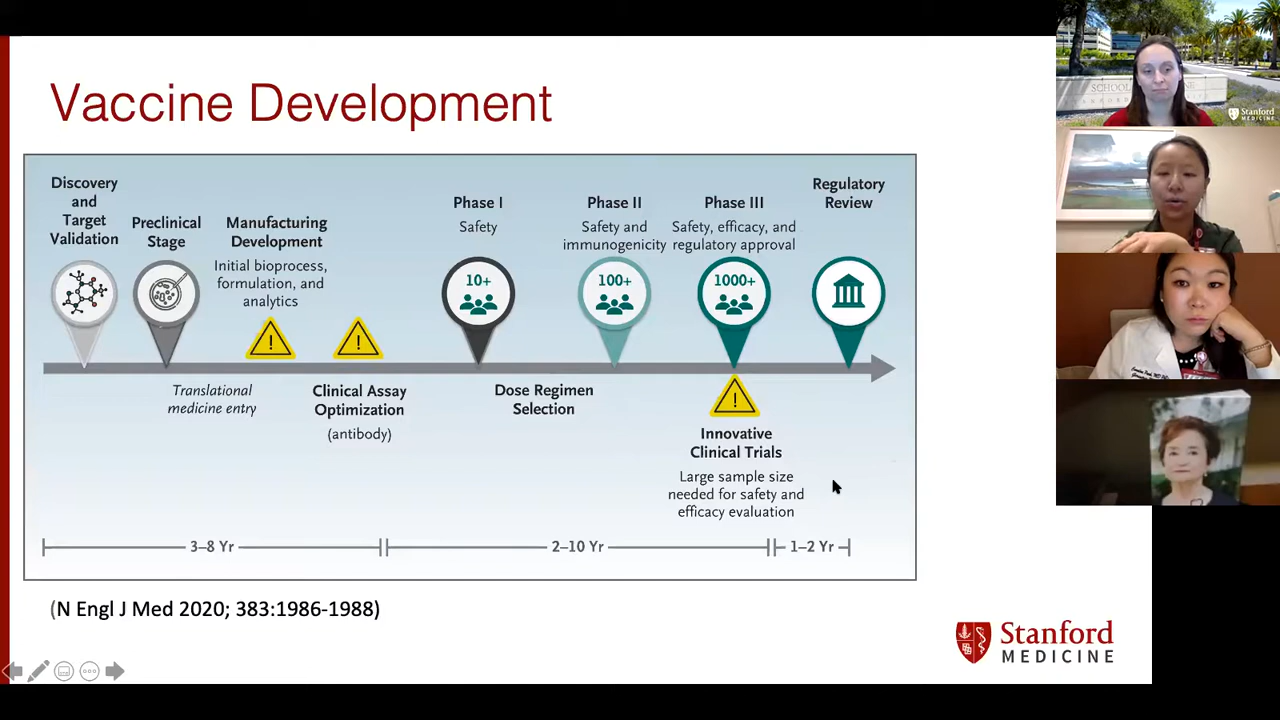 Vaccine Development
Discovery
and
Target
Validation
Preclinical
Stage
Manufacturing
Development
Initial bioprocess,
formulation, and
analytics
Phase I
Safety
Phase II
Safety and
immunogenicity
Phase III
Safety, efficacy, and
regulatory approval
Regulatory
Review
10+
100+
1000+
!
!
Translational
medicine entry
Clinical Assay
Optimization
(antibody)
Dose Regimen
Selection
!
Innovative
Clinical Trials
Large sample size
needed for safety and
efficacy evaluation
3–8 Yr
2–10 Yr
1–2 Yr
(N Engl J Med 2020; 383:1986-1988)
Stanford
MEDICINE
SCHOOL
Stanford
MEDICINE